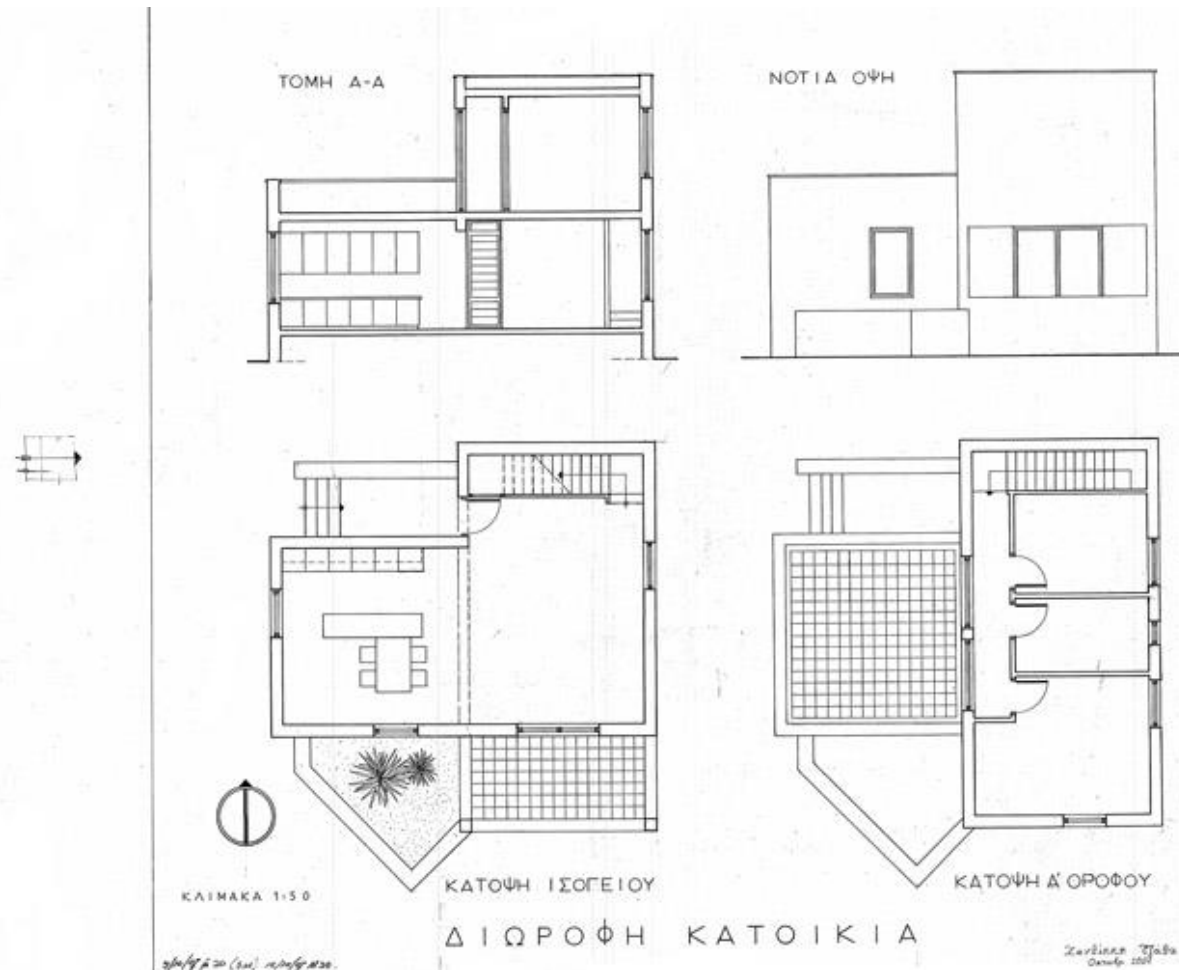 ΤΟΜΗ Α-Α
ΝΟΤΙΑ ΟΨΗ
ΚΛΙΜΑΚΑ 1:50
ΚΑΤΟΨΗ ΙΣΟΓΕΙΟΥ
ΚΑΤΟΨΗ Α' ΟΡΟΦΟΥ
ΔΙΩΡΟΦΗ ΚΑΤΟΙΚΙΑ